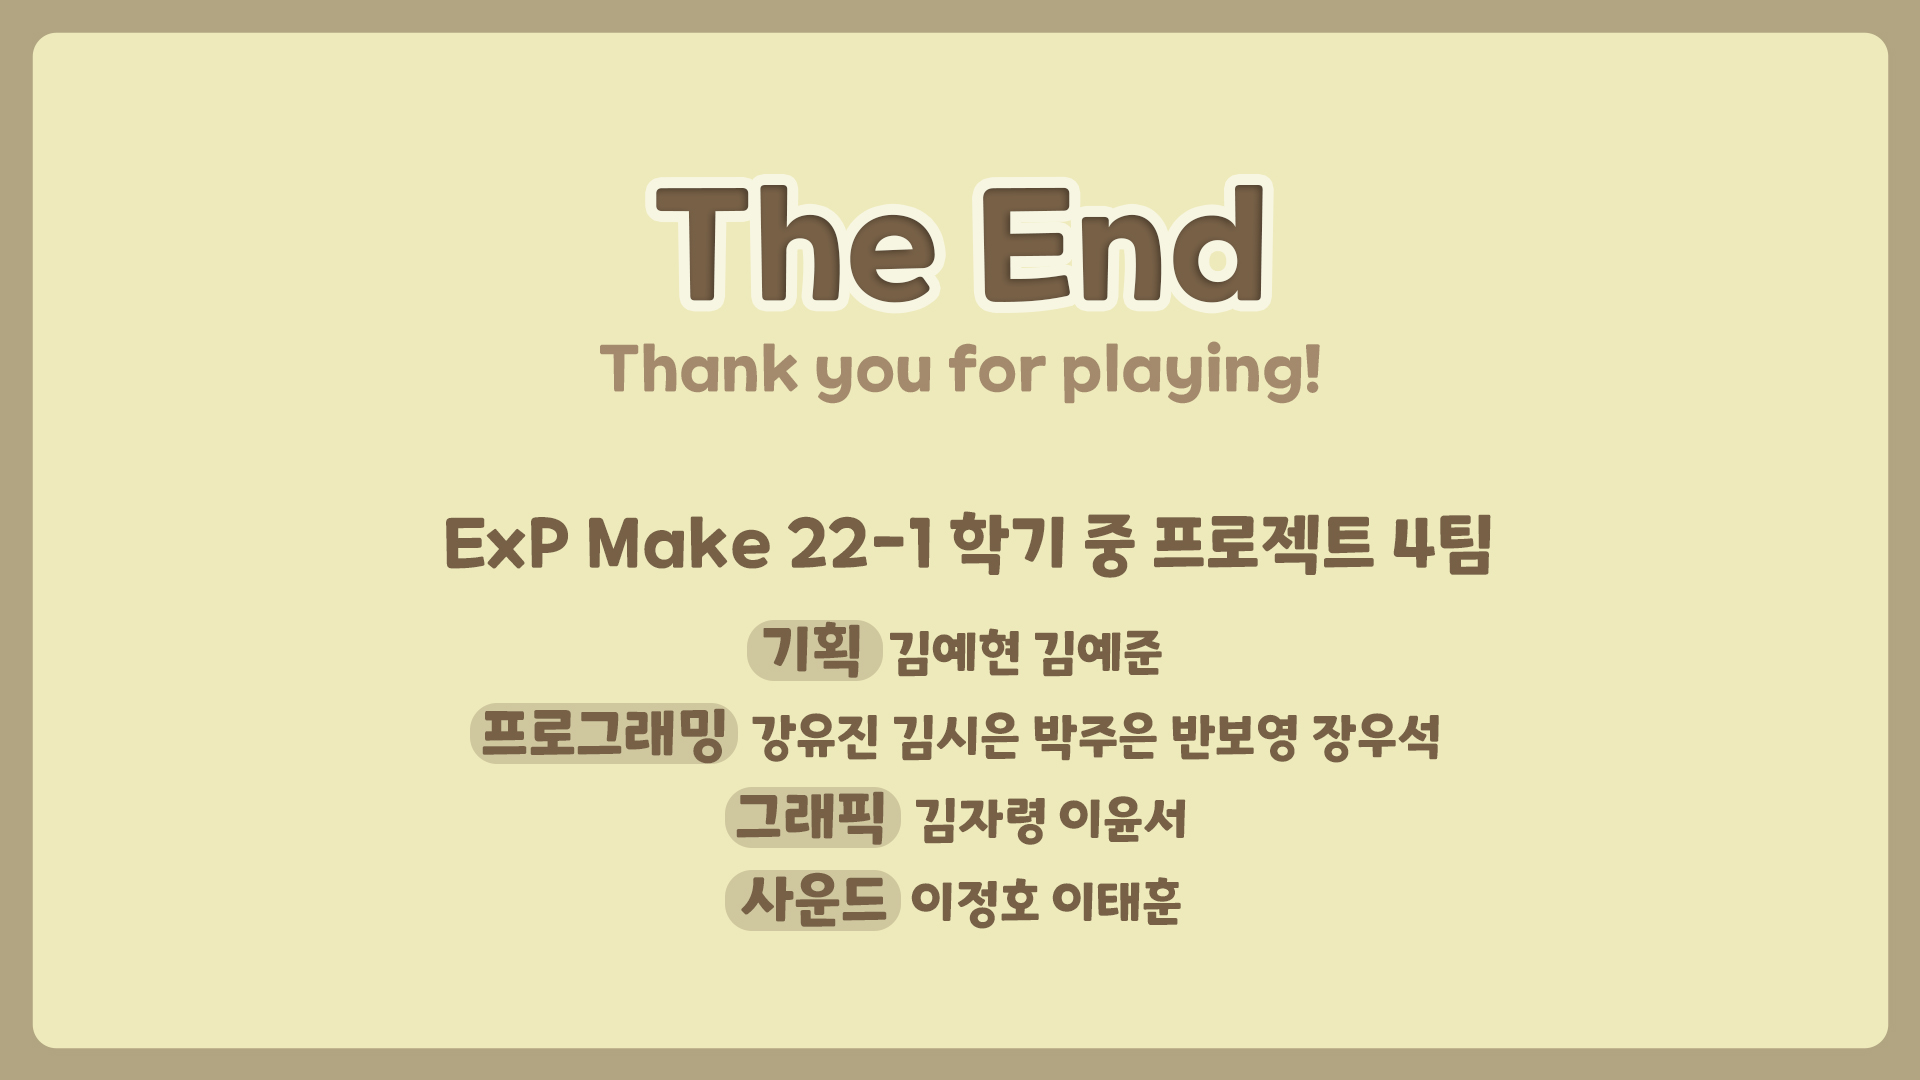 The End
Thank you for playing!
ExP Make 22-1 학기 중 프로젝트 4팀
기획 김예현 김예준
프로그래밍 강유진 김시은 박주은 반보영 장우석
그래픽 김자령 이윤서
사운드 이정호 이태훈